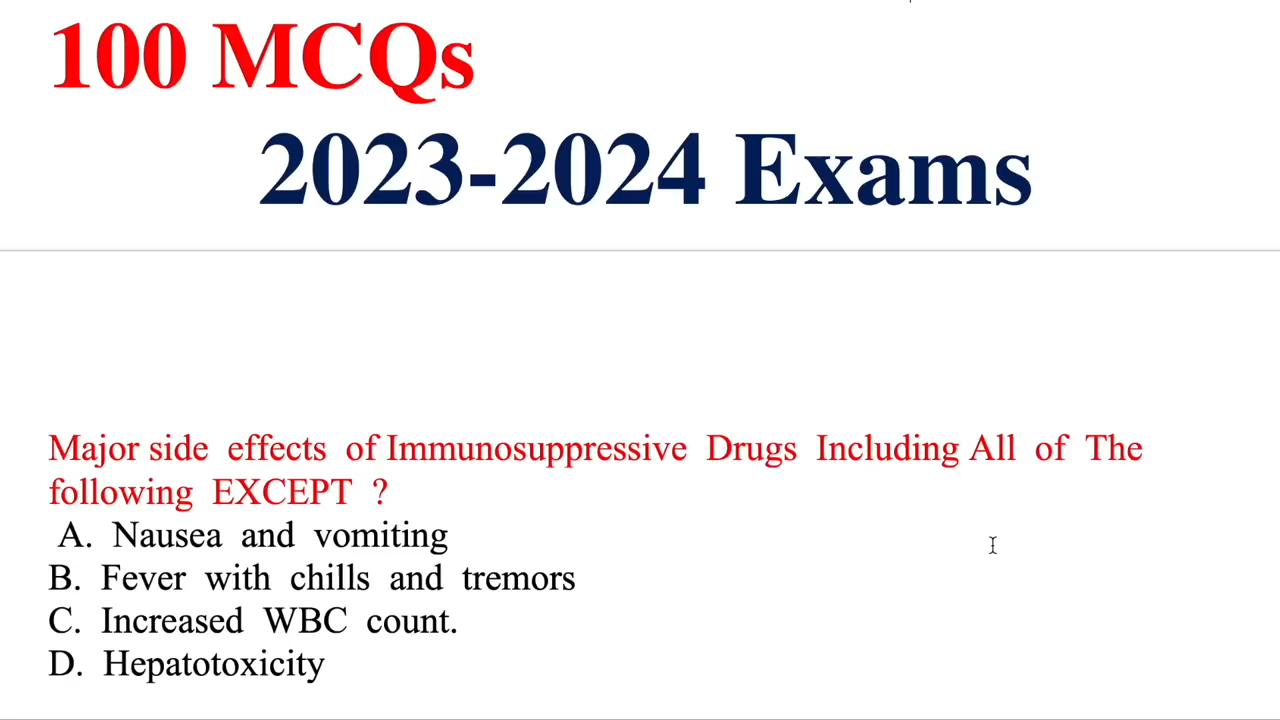 100 MCQs
2023-2024 Exams
Major side effects of Immunosuppressive Drugs Including All of The
following EXCEPT ?
A. Nausea and vomiting
B. Fever with chills and tremors
C. Increased WBC count.
D. Hepatotoxicity